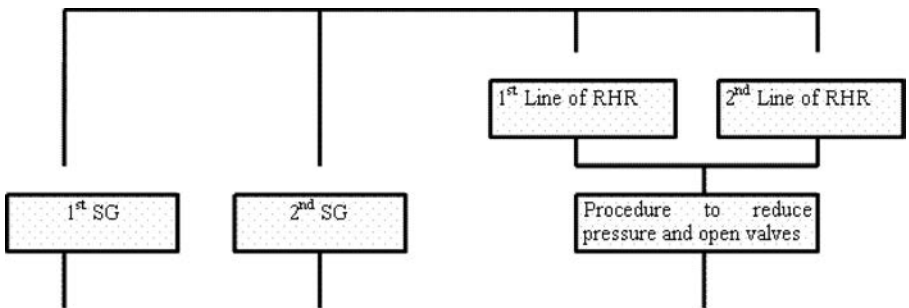 1st Line of RHR
2nd Line of RHR
1st SG
2nd SG
Procedure to reduce
pressure and open valves